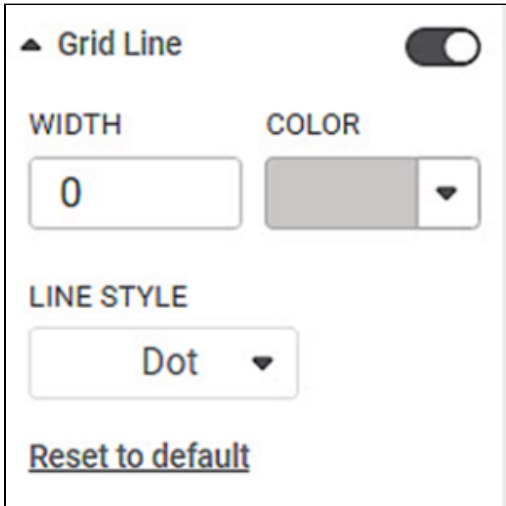 Grid Line
WIDTH COLOR
0
LINE STYLE
Dot
Reset to default